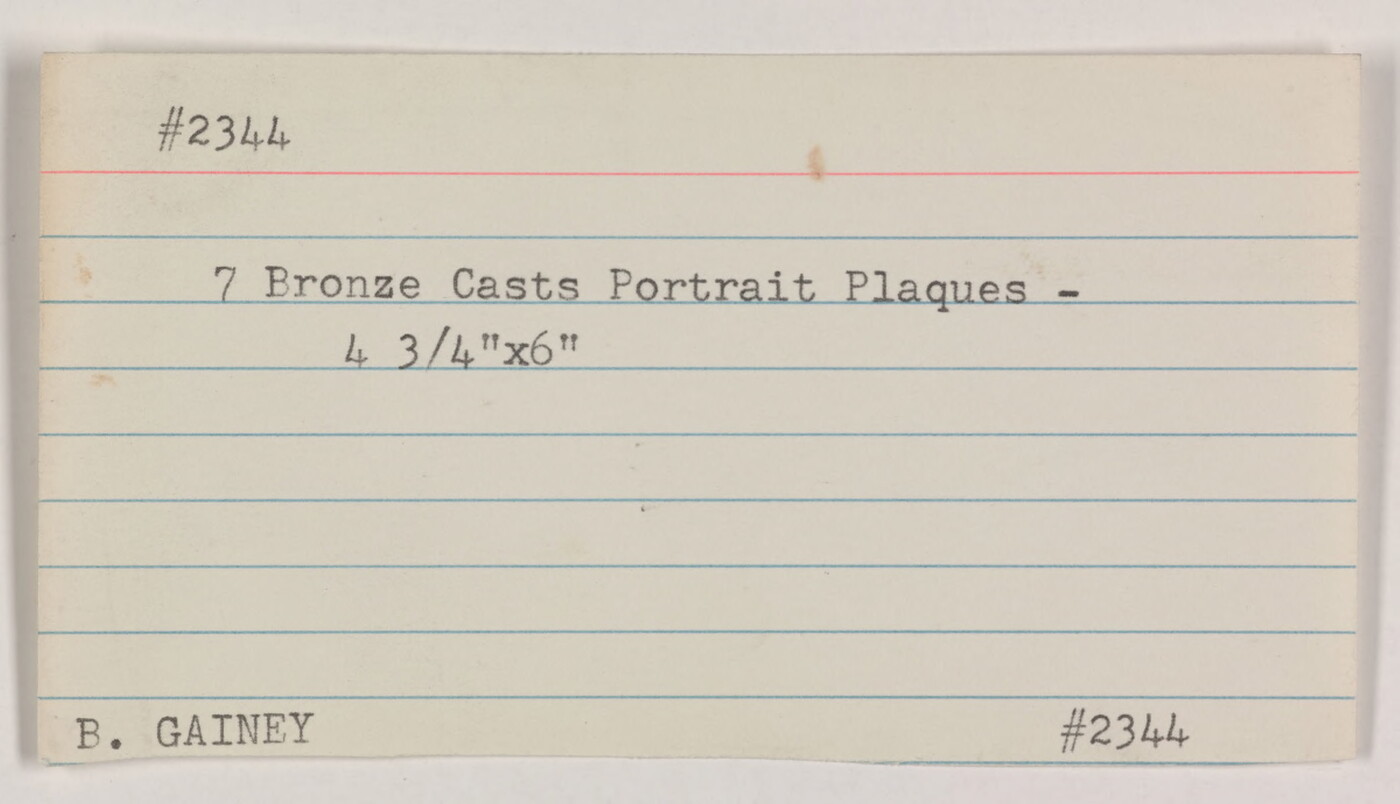 #2344
7 Bronze Casts Portrait Plaques -
4 3/4"x6"
B. GAINEY #2344